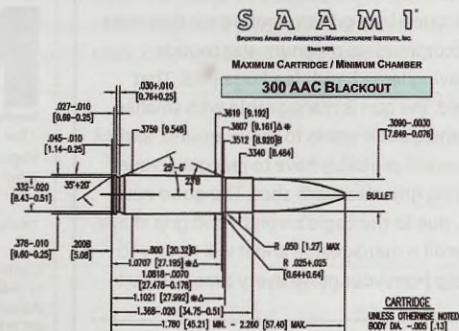 SAAMI
SPORTING ARMS AND AMMUNITION MANUFACTURERS' INSTITUTE, INC.
Since 1926
MAXIMUM CARTRIDGE / MINIMUM CHAMBER
300 AAC BLACKOUT
.030+010
[0.76+0.25]
.027-.010
[0.69-0.25]
.3619 [9.192]
.3607 [9.161]Δ※
.3512 [8.920]B
.3340 [8.484]
.3090-.0030
[7.849-0.076]
.3759 [9.548]
.045-.010
[1.14-0.25]
.332-.020
[8.43-0.51]
35°+20°
BULLET
.378-.010
[9.60-0.25]
.200B
[5.08]
.800 [20.32]B
1.0707 [27.195]※Δ
1.0818-.0070
[27.478-0.178]
1.1021 [27.992]※Δ
1.368-.020 [34.75-0.51]
1.780 [45.21] MIN. - 2.260 [57.40] MAX.
R .050 [1.27] MAX
R .025+.025
[0.64+0.64]
CARTRIDGE
UNLESS OTHERWISE NOTED
BODY DIA. -.005 [.13]